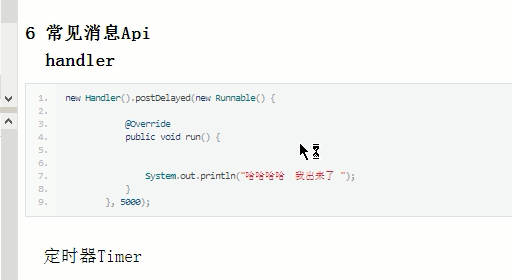 6 常见消息Api
handler
1. new Handler().postDelayed(new Runnable() {
2.
3. @Override
4. public void run() {
5.
6.
7. System.out.println("哈哈哈哈 我出来了 ");
8. }
9. }, 5000);
定时器Timer